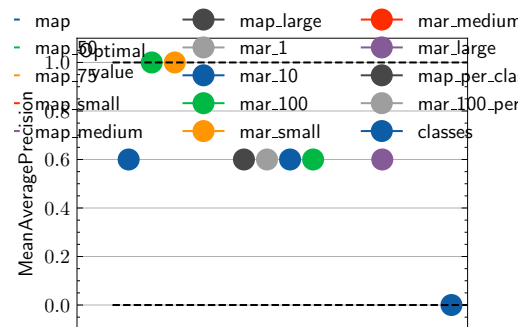 map
map_50
map_75
map_small
map_medium
map_large
mar_1
mar_10
mar_100
mar_small
mar_medium
mar_large
map_per_cla
mar_100_per
classes
Optimal
value
MeanAveragePrecision
1.0
0.8
0.6
0.4
0.2
0.0